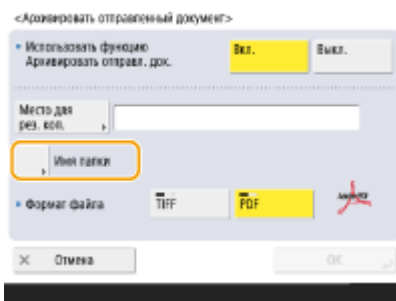 <Архивировать отправленный документ>
Использовать функцию
Архивировать отправл. док.
Вкл.
Выкл.
Место для
рез. коп.
Имя папки
Формат файла
TIFF
PDF
Отмена
OK